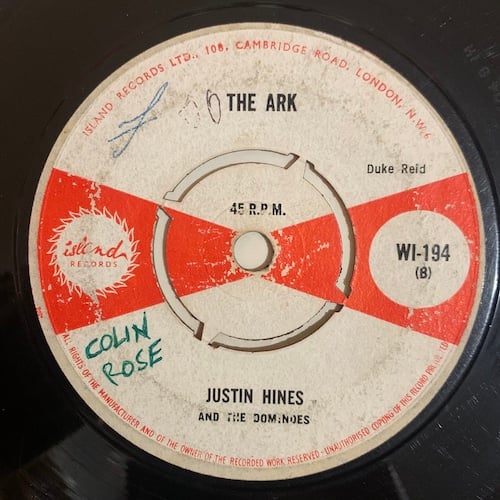 ISLAND RECORDS LTD., 108, CAMBRIDGE ROAD, LONDON, N.W.6
THE ARK
Duke Reid
45 R.P.M.
island
RECORDS
WI-194
(B)
COLIN
ROSE
JUSTIN HINES
AND THE DOMINOES
ALL RIGHTS OF THE MANUFACTURER AND OF THE OWNER OF THE RECORDED WORK RESERVED - UNAUTHORISED COPYING OF THIS RECORD